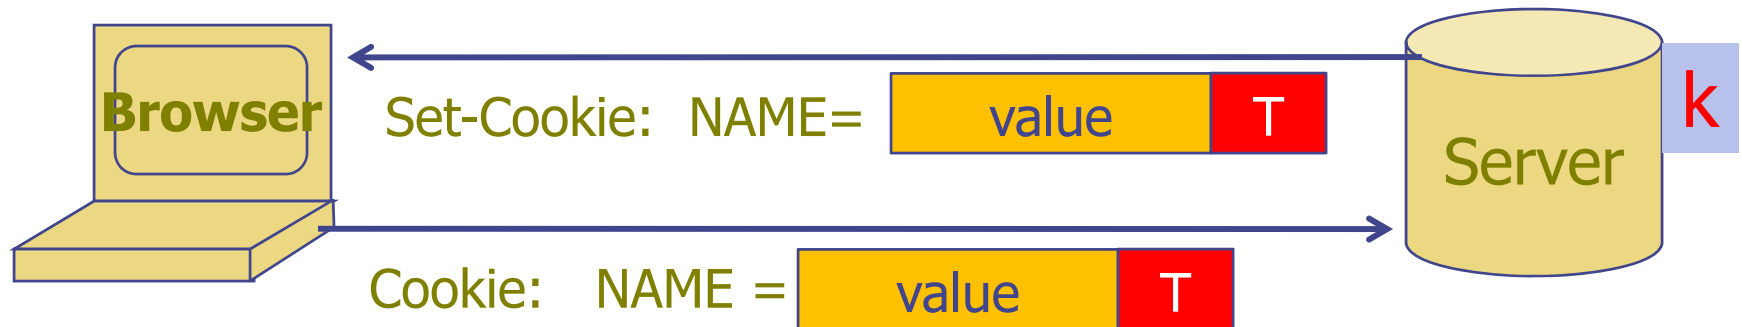 Browser
Set-Cookie: NAME= value T
k
Server
Cookie: NAME = value T